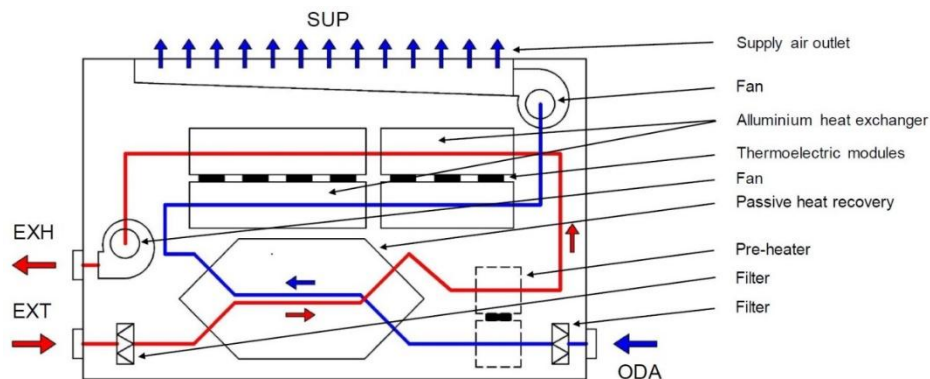 SUP
Supply air outlet
Fan
Alluminium heat exchanger
Thermoelectric modules
Fan
Passive heat recovery
EXH
Pre-heater
Filter
EXT
Filter
ODA